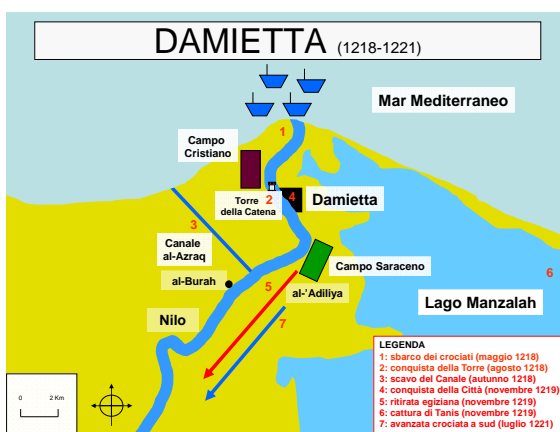 DAMIETTA (1218-1221)
Mar Mediterraneo
1
Campo
Cristiano
2
4
Torre
della Catena
Damietta
3
Canale
al-Azraq
Campo Saraceno
6
al-Burah
5
al-'Adiliya
Lago Manzalah
Nilo
7
LEGENDA
1: sbarco dei crociati (maggio 1218)
2: conquista della Torre (agosto 1218)
3: scavo del Canale (autunno 1218)
4: conquista della Città (novembre 1219)
5: ritirata egiziana (novembre 1219)
6: cattura di Tanis (novembre 1219)
7: avanzata crociata a sud (luglio 1221)
0 2 Km